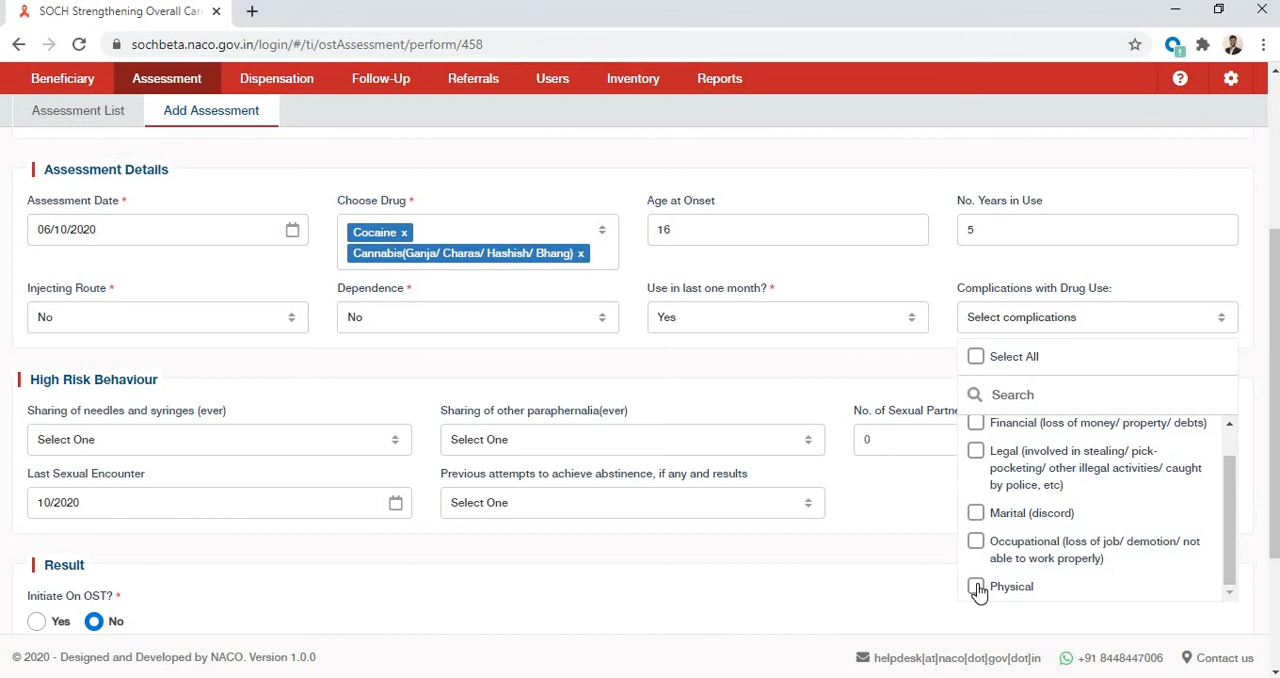 SOCH Strengthening Overall Care
sochbeta.naco.gov.in/login/#/ti/ostAssessment/perform/458
Beneficiary Assessment Dispensation Follow-Up Referrals Users Inventory Reports
Assessment List Add Assessment
Assessment Details
Assessment Date * Choose Drug * Age at Onset No. Years in Use
06/10/2020 Cocaine x 16 5
Cannabis(Ganja/ Charas/ Hashish/ Bhang) x
Injecting Route * Dependence * Use in last one month? * Complications with Drug Use:
No No Yes Select complications
Select All
Search
Financial (loss of money/ property/ debts)
Legal (involved in stealing/ pick-
pocketing/ other illegal activities/ caught
by police, etc)
Marital (discord)
Occupational (loss of job/ demotion/ not
able to work properly)
Physical
High Risk Behaviour
Sharing of needles and syringes (ever) Sharing of other paraphernalia(ever) No. of Sexual Partne
Select One Select One 0
Last Sexual Encounter Previous attempts to achieve abstinence, if any and results
10/2020 Select One
Result
Initiate On OST? *
Yes No
© 2020 - Designed and Developed by NACO. Version 1.0.0 helpdesk[at]naco[dot]gov[dot]in +91 8448447006 Contact us